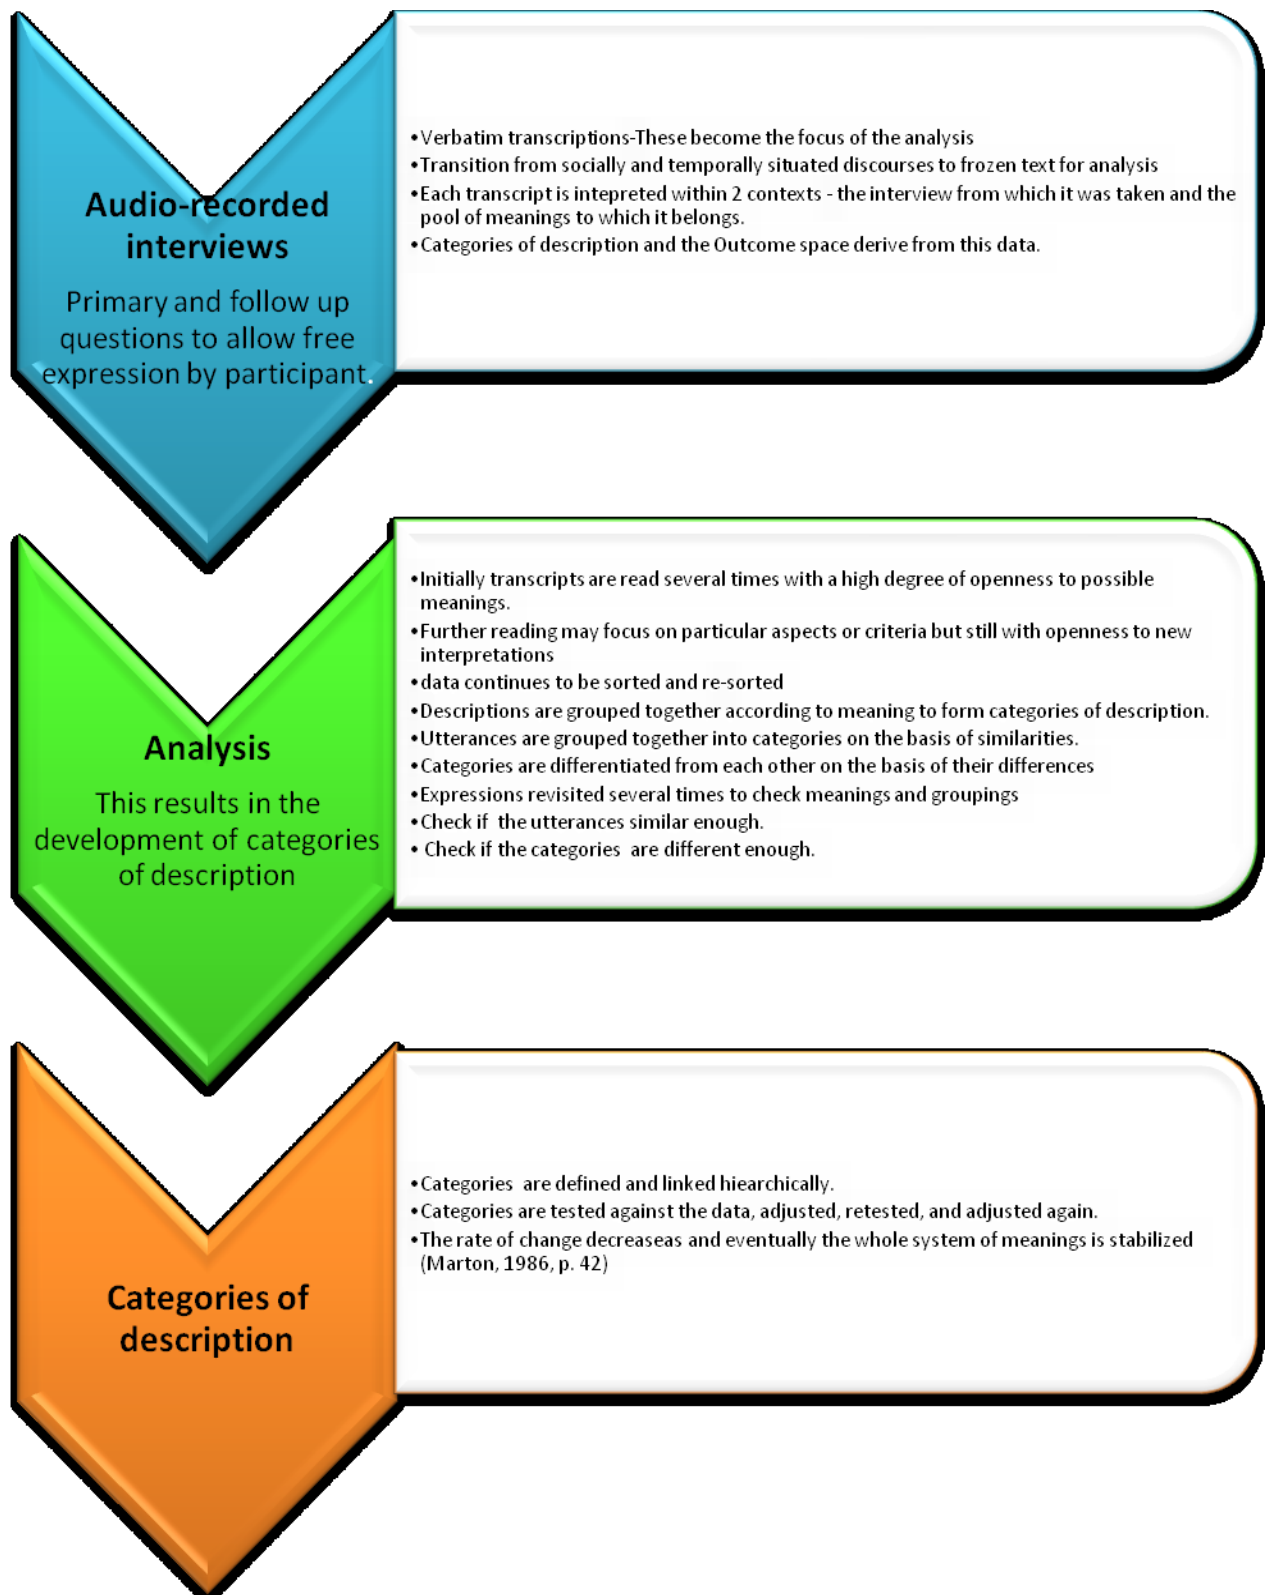 Audio-recorded
interviews
Primary and follow up
questions to allow free
expression by participant.
•Verbatim transcriptions-These become the focus of the analysis
•Transition from socially and temporally situated discourses to frozen text for analysis
•Each transcript is intepreted within 2 contexts - the interview from which it was taken and the
pool of meanings to which it belongs.
•Categories of description and the Outcome space derive from this data.
Analysis
This results in the
development of categories
of description
•Initially transcripts are read several times with a high degree of openness to possible
meanings.
•Further reading may focus on particular aspects or criteria but still with openness to new
interpretations
•data continues to be sorted and re-sorted
•Descriptions are grouped together according to meaning to form categories of description.
•Utterances are grouped together into categories on the basis of similarities.
•Categories are differentiated from each other on the basis of their differences
•Expressions revisited several times to check meanings and groupings
•Check if the utterances similar enough.
• Check if the categories are different enough.
Categories of
description
•Categories are defined and linked hiearchically.
•Categories are tested against the data, adjusted, retested, and adjusted again.
•The rate of change decreaseas and eventually the whole system of meanings is stabilized
(Marton, 1986, p. 42)